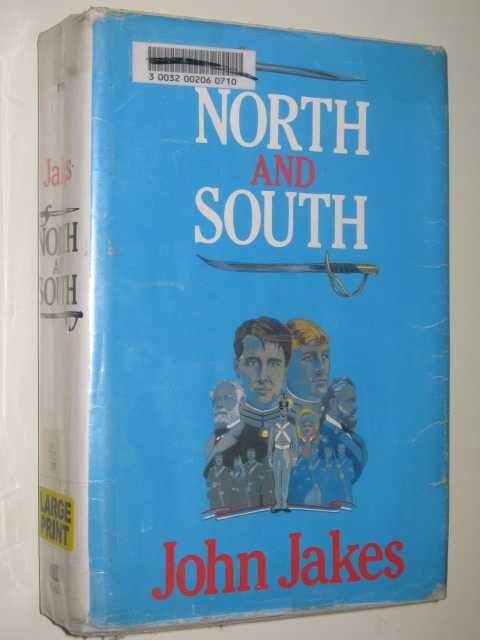 3 0032 00206 0710
NORTH
AND
SOUTH
John Jakes
Jakes
NORTH
SOUTH
LARGE
PRINT